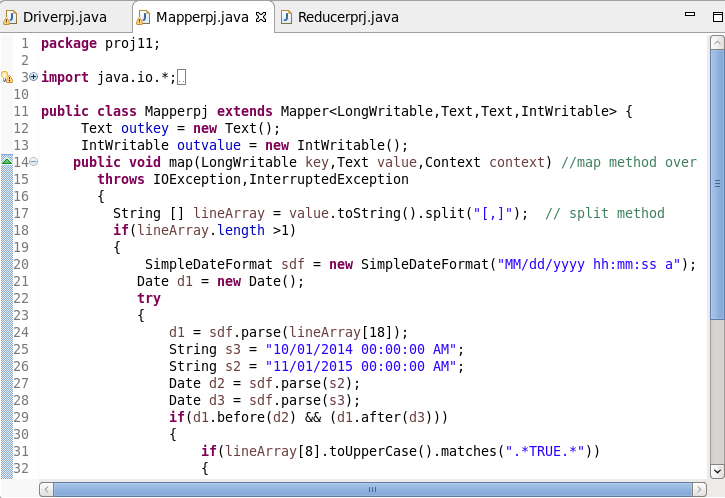 Driverpj.java Mapperpj.java Reducerprj.java
1 package proj11;
2
3 import java.io.*;
10
11 public class Mapperpj extends Mapper<LongWritable,Text,Text,IntWritable> {
12 Text outkey = new Text();
13 IntWritable outvalue = new IntWritable();
14 public void map(LongWritable key,Text value,Context context) //map method over
15 throws IOException,InterruptedException
16 {
17 String [] lineArray = value.toString().split("[,]"); // split method
18 if(lineArray.length >1)
19 {
20 SimpleDateFormat sdf = new SimpleDateFormat("MM/dd/yyyy hh:mm:ss a");
21 Date d1 = new Date();
22 try
23 {
24 d1 = sdf.parse(lineArray[18]);
25 String s3 = "10/01/2014 00:00:00 AM";
26 String s2 = "11/01/2015 00:00:00 AM";
27 Date d2 = sdf.parse(s2);
28 Date d3 = sdf.parse(s3);
29 if(d1.before(d2) && (d1.after(d3)))
30 {
31 if(lineArray[8].toUpperCase().matches(".*TRUE.*"))
32 {